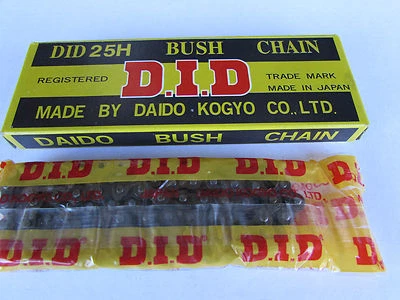 DID 25H BUSH CHAIN
REGISTERED D.I.D TRADE MARK
MADE IN JAPAN
MADE BY DAIDO KOGYO CO., LTD.
DAIDO BUSH CHAIN
D.I.D D.I.D
LTD.
D.I.D D.I.D